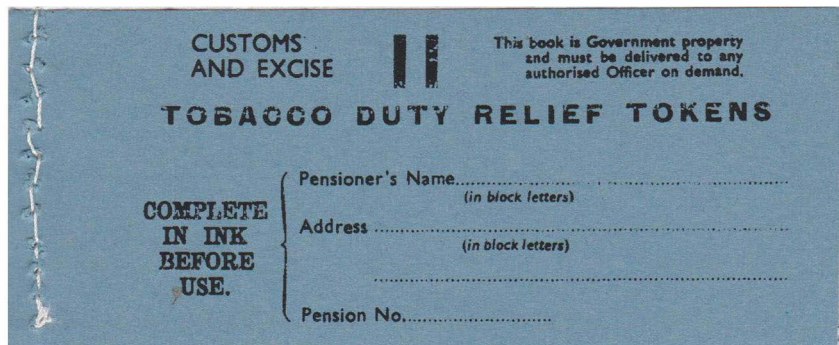 CUSTOMS
AND EXCISE
11
This book is Government property
and must be delivered to any
authorised Officer on demand.
TOBACCO DUTY RELIEF TOKENS
COMPLETE
IN INK
BEFORE
USE.
Pensioner's Name
(in block letters)
Address
(in block letters)
Pension No.